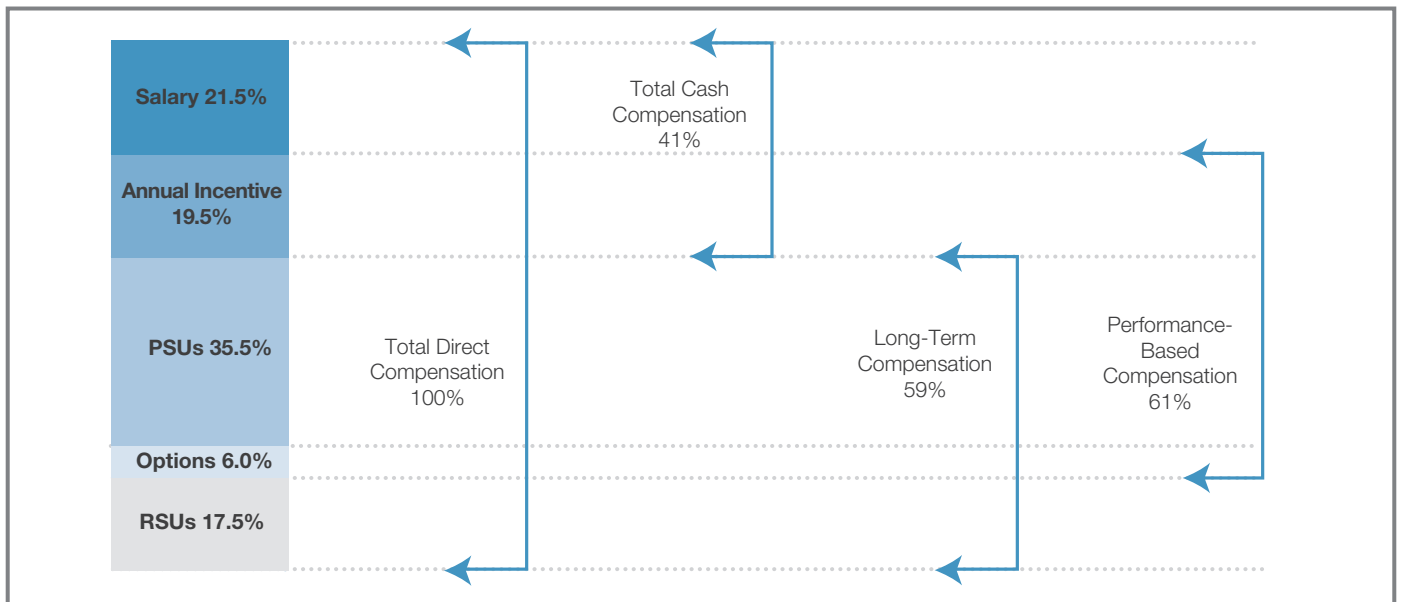 Salary 21.5%
Annual Incentive
19.5%
PSUs 35.5%
Options 6.0%
RSUs 17.5%
Total Direct
Compensation
100%
Total Cash
Compensation
41%
Long-Term
Compensation
59%
Performance-
Based
Compensation
61%